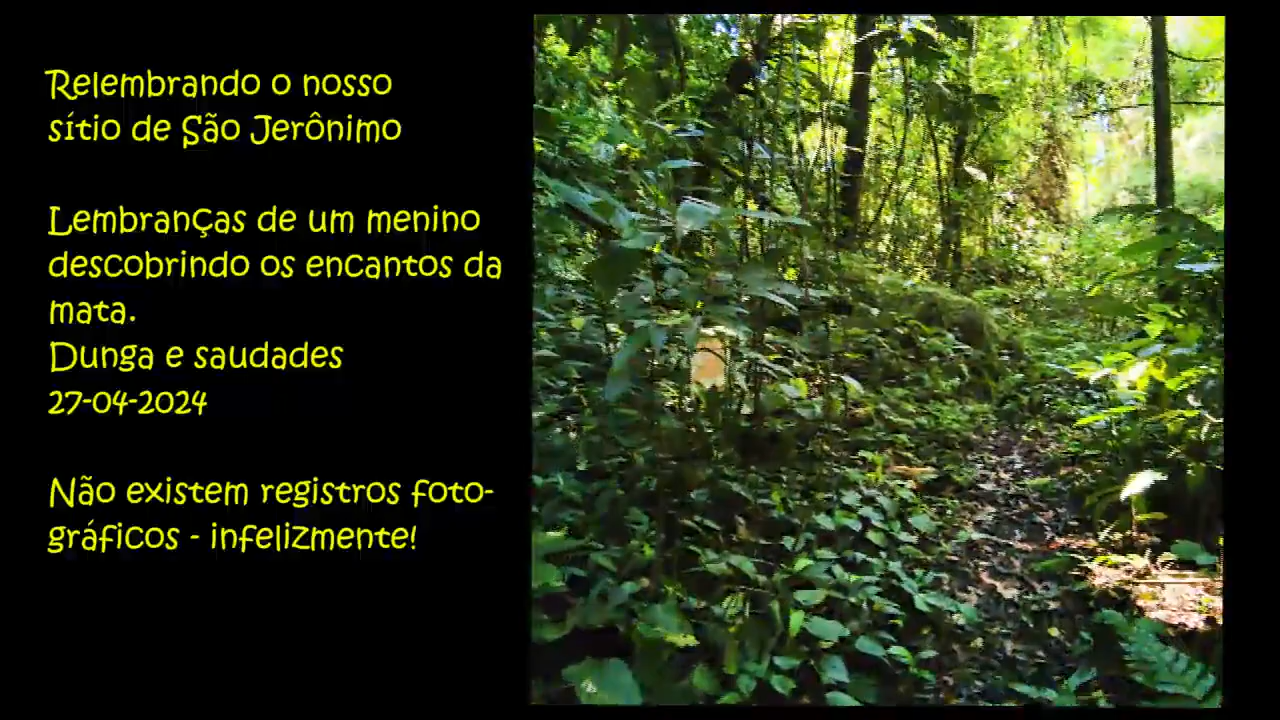 Relembrando o nosso
sítio de São Jerônimo
Lembranças de um menino
descobrindo os encantos da
mata.
Dunga e saudades
27-04-2024
Não existem registros foto-
gráficos - infelizmente!